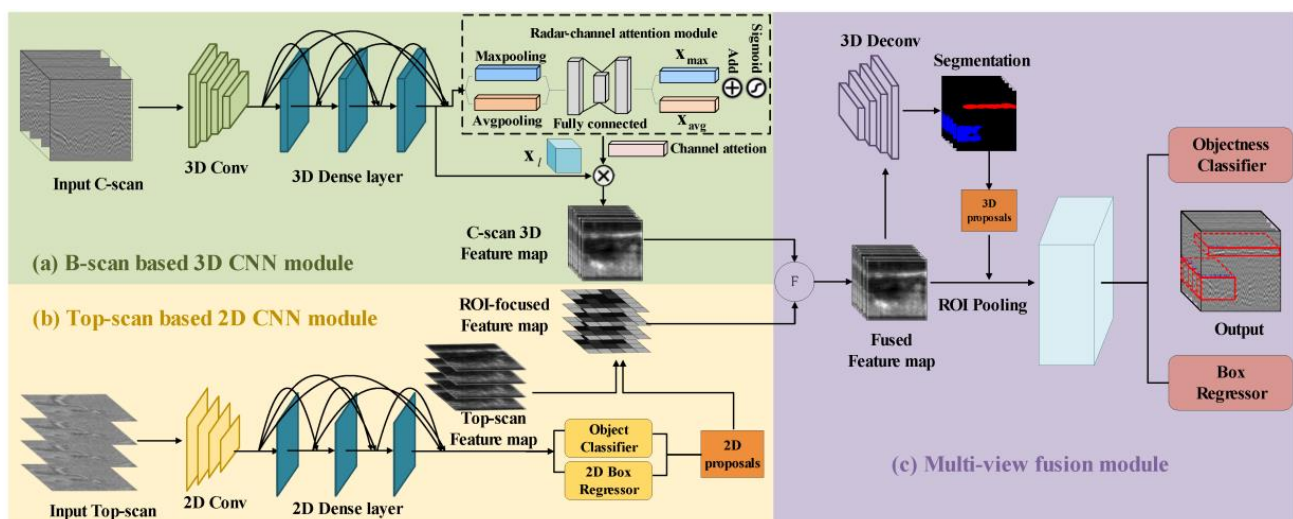 Radar-channel attention module
Maxpooling
Avgpooling
Fully connected
Xmax
Xavg
Add
Sigmoid
Input C-scan
3D Conv
3D Dense layer
X l
Channel attetion
C-scan 3D
Feature map
(a) B-scan based 3D CNN module
(b) Top-scan based 2D CNN module
ROI-focused
Feature map
Top-scan
Feature map
Input Top-scan
2D Conv
2D Dense layer
Object
Classifier
2D Box
Regressor
2D
proposals
F
3D Deconv
Segmentation
3D
proposals
Fused
Feature map
ROI Pooling
Objectness
Classifier
Output
Box
Regressor
(c) Multi-view fusion module